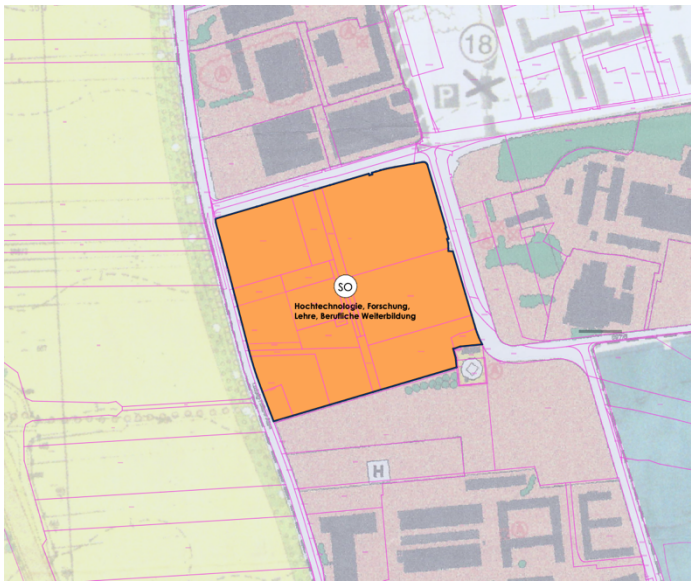 18
P
SO
Hochtechnologie, Forschung,
Lehre, Berufliche Weiterbildung
H